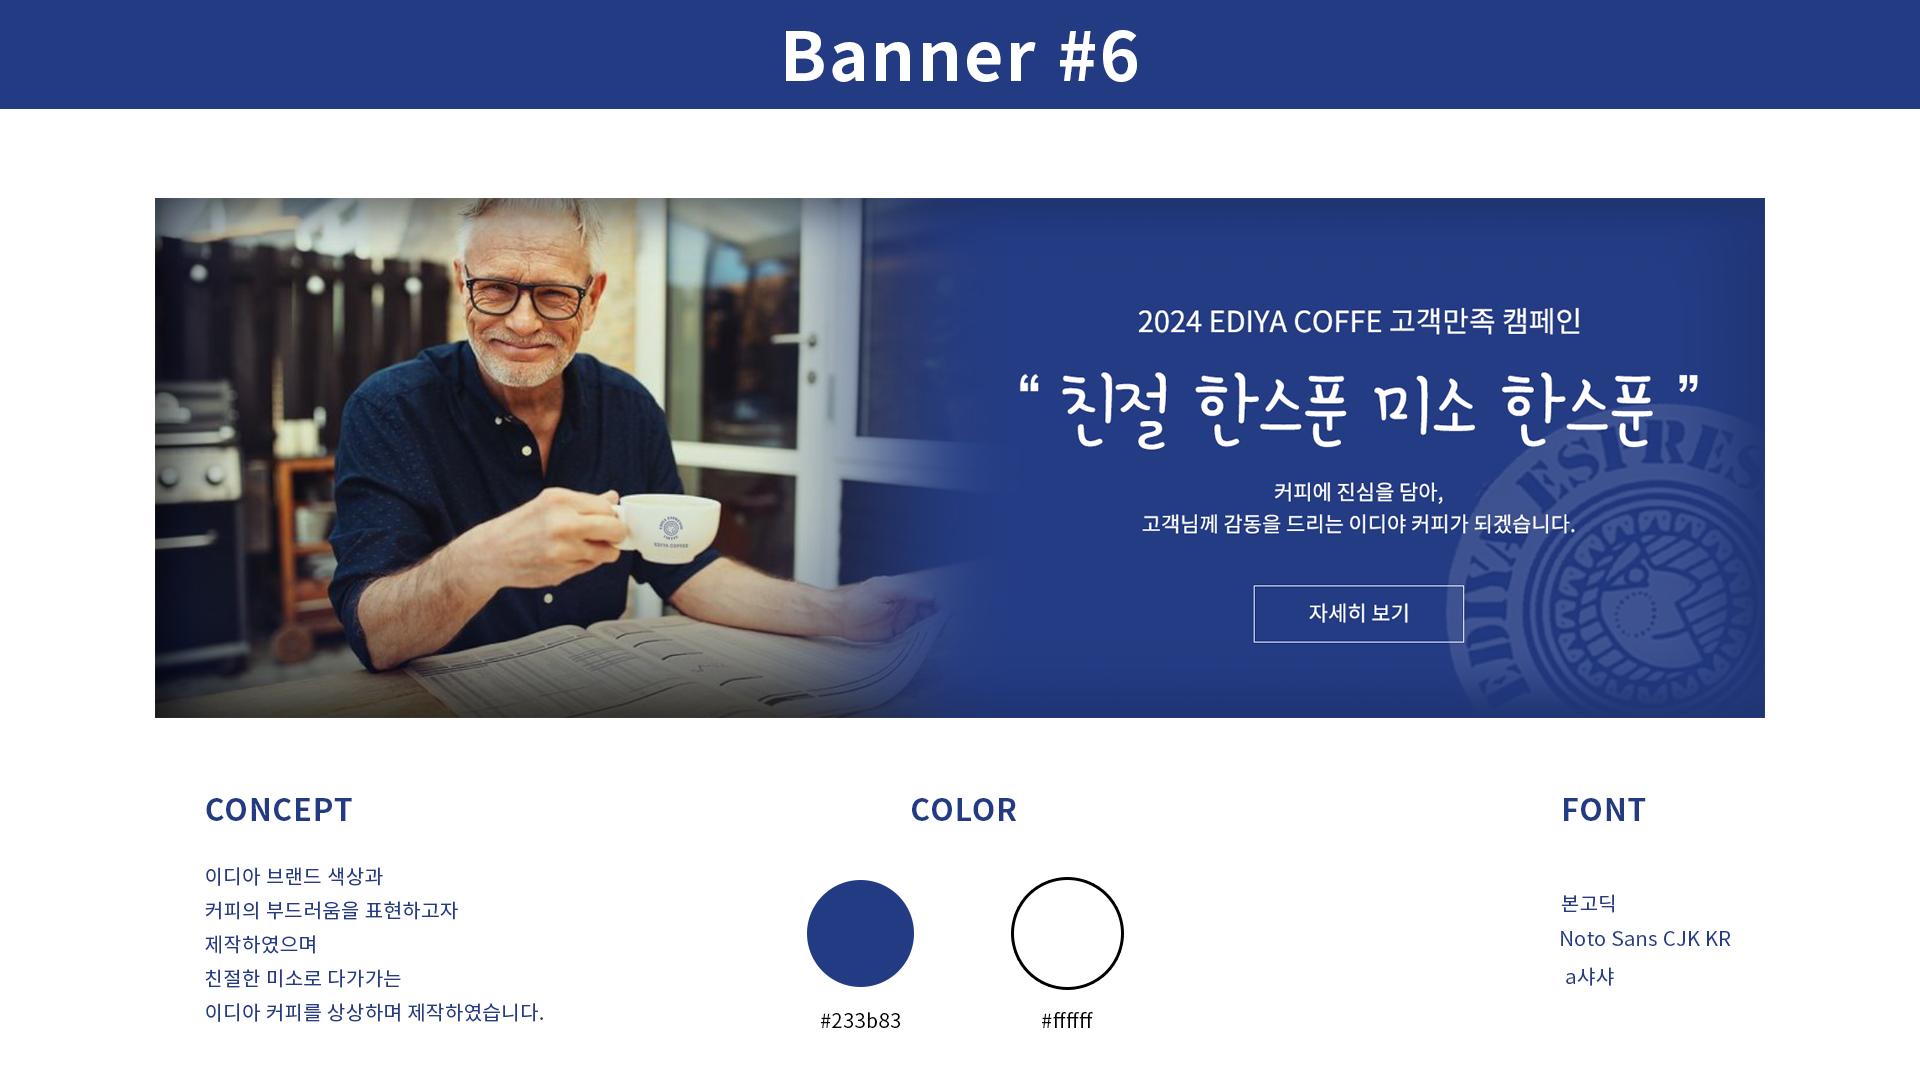 Banner #6
2024 EDIYA COFFE 고객만족 캠페인
“ 친절 한스푼 미소 한스푼 ”
커피에 진심을 담아,
고객님께 감동을 드리는 이디야 커피가 되겠습니다.
자세히 보기
EDIYA ESPRES
EDIYA COFFEE
CONCEPT
이디아 브랜드 색상과
커피의 부드러움을 표현하고자
제작하였으며
친절한 미소로 다가가는
이디아 커피를 상상하며 제작하였습니다.
COLOR
#233b83
#ffffff
FONT
본고딕
Noto Sans CJK KR
a샤샤